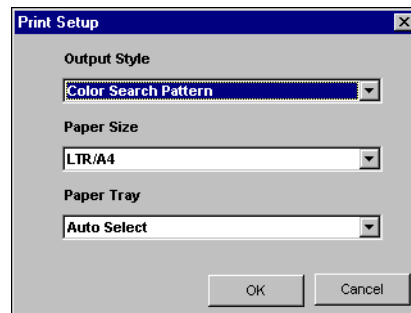 Print Setup
Output Style
Color Search Pattern
Paper Size
LTR/A4
Paper Tray
Auto Select
OK Cancel